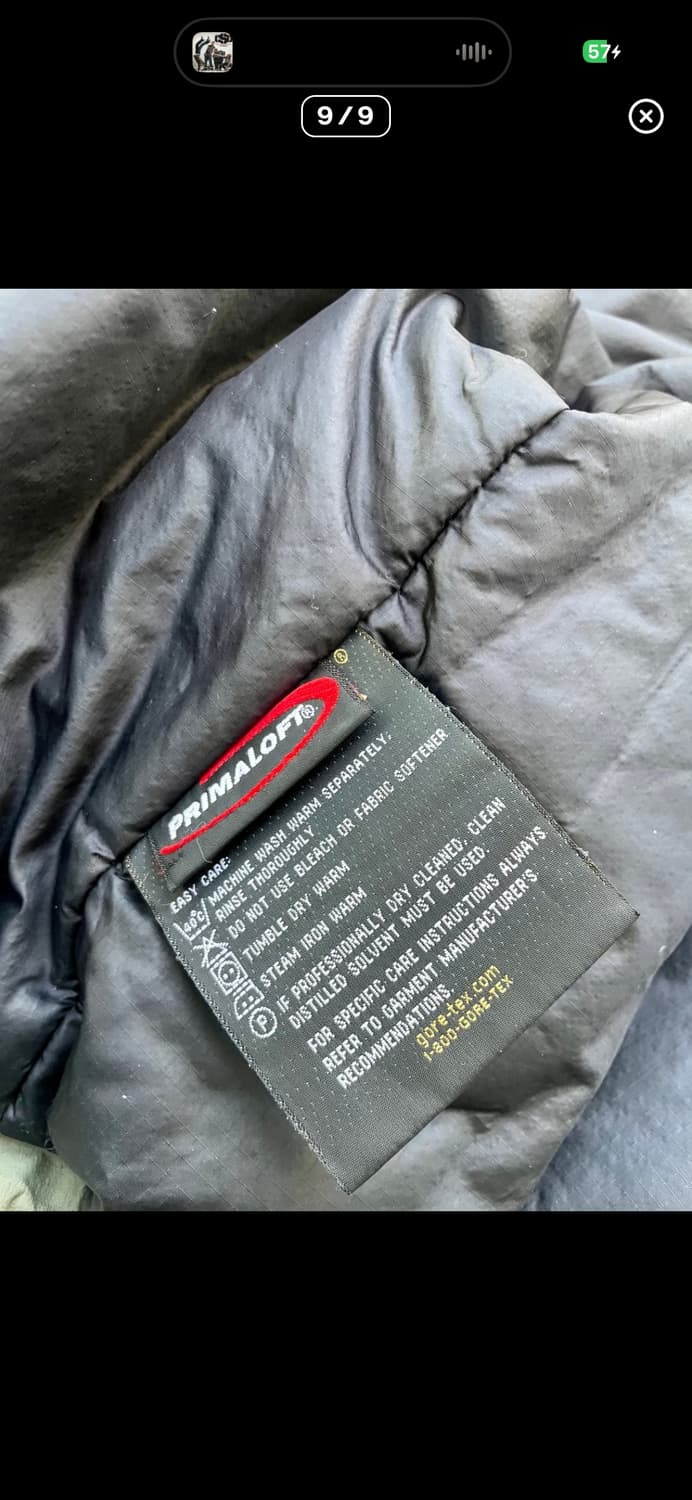 57
9/9
®
PRIMALOFT®
EASY CARE:
40°C MACHINE WASH WARM SEPARATELY.
RINSE THOROUGHLY
DO NOT USE BLEACH OR FABRIC SOFTENER
TUMBLE DRY WARM
STEAM IRON WARM
P IF PROFESSIONALLY DRY CLEANED, CLEAN
DISTILLED SOLVENT MUST BE USED.
FOR SPECIFIC CARE INSTRUCTIONS ALWAYS
REFER TO GARMENT MANUFACTURER'S
RECOMMENDATIONS.
gore-tex.com
1-800-GORE-TEX